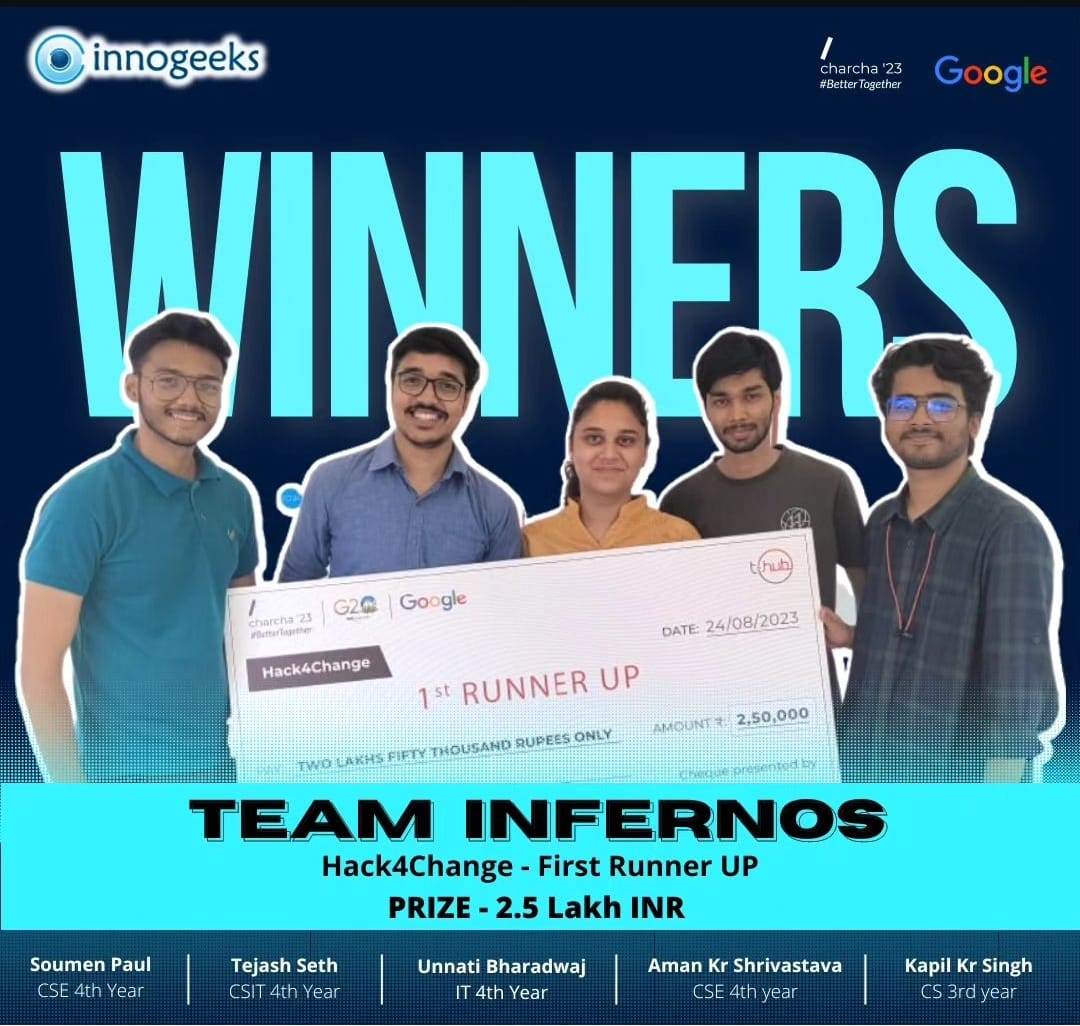 innogeeks
charcha '23
#BetterTogether
Google
WINNERS
t-hub
charcha '23
#BetterTogether
G20
Google
DATE: 24/08/2023
Hack4Change
1st RUNNER UP
AMOUNT ₹ 2,50,000
PAY TWO LAKHS FIFTY THOUSAND RUPEES ONLY
Cheque presented by
TEAM INFERNOS
Hack4Change - First Runner UP
PRIZE - 2.5 Lakh INR
Soumen Paul
CSE 4th Year
Tejash Seth
CSIT 4th Year
Unnati Bharadwaj
IT 4th Year
Aman Kr Shrivastava
CSE 4th year
Kapil Kr Singh
CS 3rd year